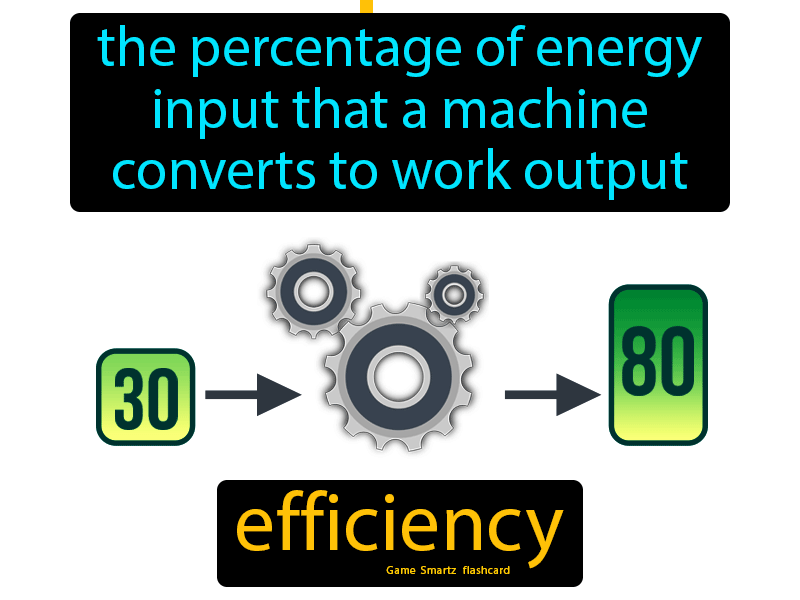 the percentage of energy
input that a machine
converts to work output
30
80
efficiency
Game Smartz flashcard